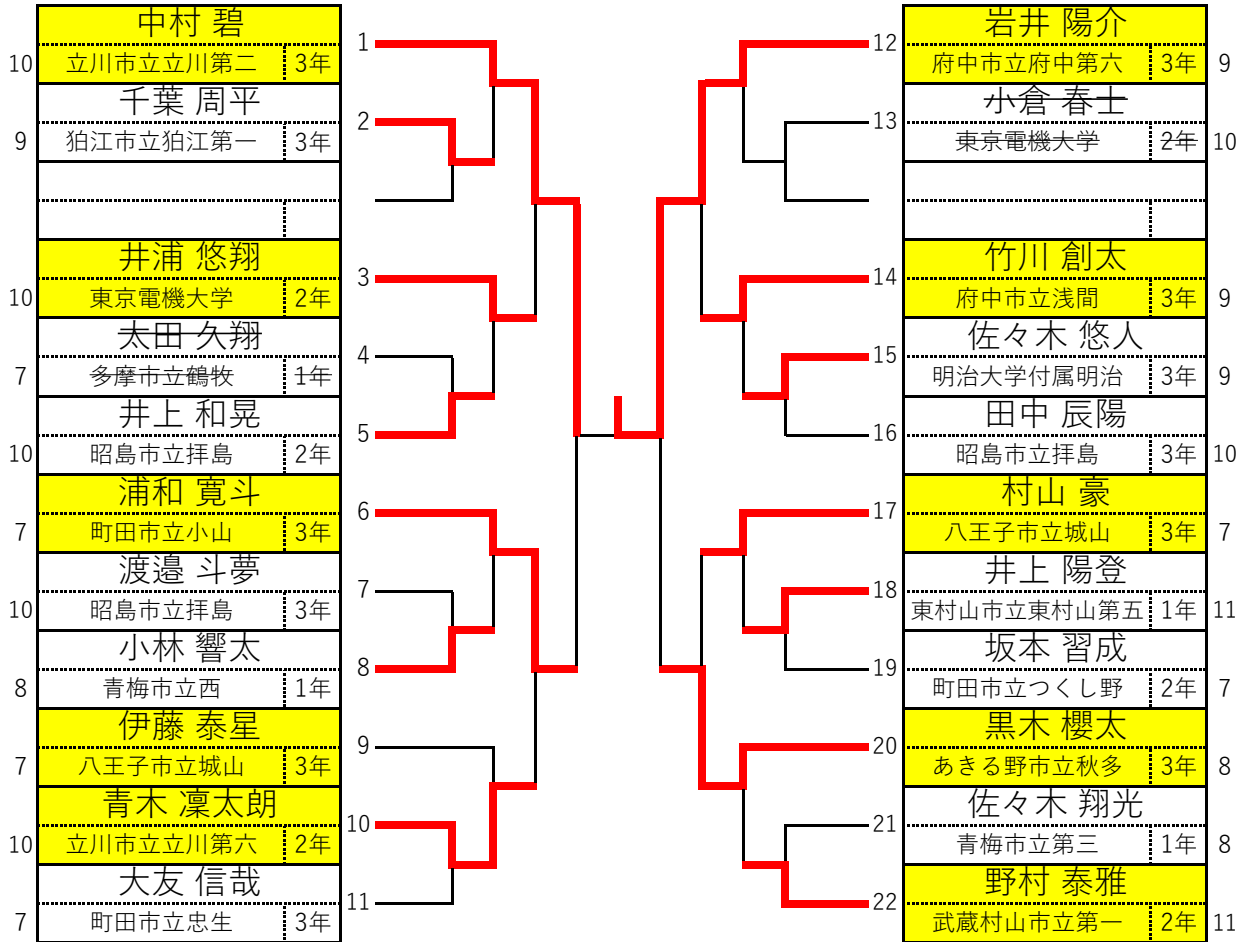 中村 碧
1
10 立川市立立川第二 3年
千葉 周平
2
9 狛江市立狛江第一 3年
井浦 悠翔
3
10 東京電機大学 2年
太田 久翔
4
7 多摩市立鶴牧 1年
井上 和晃
5
10 昭島市立拝島 2年
浦和 寛斗
6
7 町田市立小山 3年
渡邉 斗夢
7
10 昭島市立拝島 3年
小林 響太
8
8 青梅市立西 1年
伊藤 泰星
9
7 八王子市立城山 3年
青木 凜太朗
10
10 立川市立立川第六 2年
大友 信哉
11
7 町田市立忠生 3年
岩井 陽介
12
府中市立府中第六 3年 9
小倉 春士
13
東京電機大学 2年 10
竹川 創太
14
府中市立浅間 3年 9
佐々木 悠人
15
明治大学付属明治 3年 9
田中 辰陽
16
昭島市立拝島 3年 10
村山 豪
17
八王子市立城山 3年 7
井上 陽登
18
東村山市立東村山第五 1年 11
坂本 習成
19
町田市立つくし野 2年 7
黒木 櫻太
20
あきる野市立秋多 3年 8
佐々木 翔光
21
青梅市立第三 1年 8
野村 泰雅
22
武蔵村山市立第一 2年 11